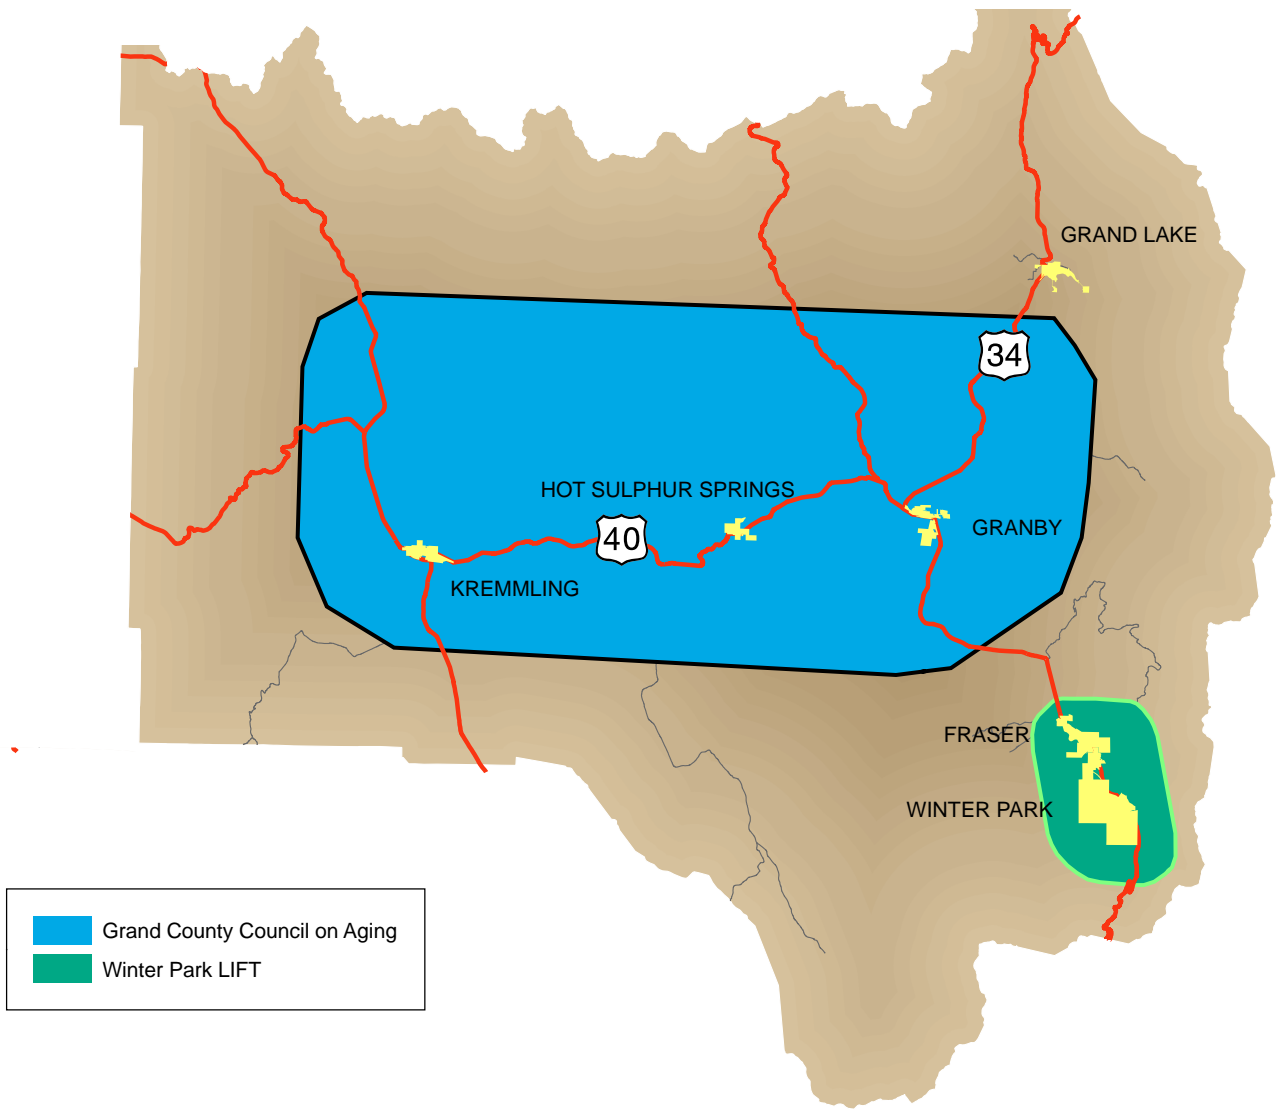 GRAND LAKE
34
HOT SULPHUR SPRINGS
GRANBY
40
KREMMLING
FRASER
WINTER PARK
Grand County Council on Aging
Winter Park LIFT